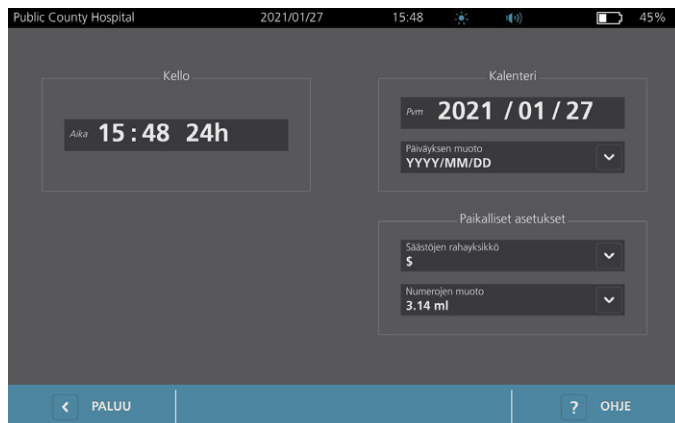 Public County Hospital 2021/01/27 15:48 45%
Kello
Aika 15:48 24h
Kalenteri
Pvm 2021 / 01 / 27
Päiväyksen muoto
YYYY/MM/DD
Paikalliset asetukset
Säästöjen rahayksikkö
$
Numerojen muoto
3.14 ml
PALUU
? OHJE